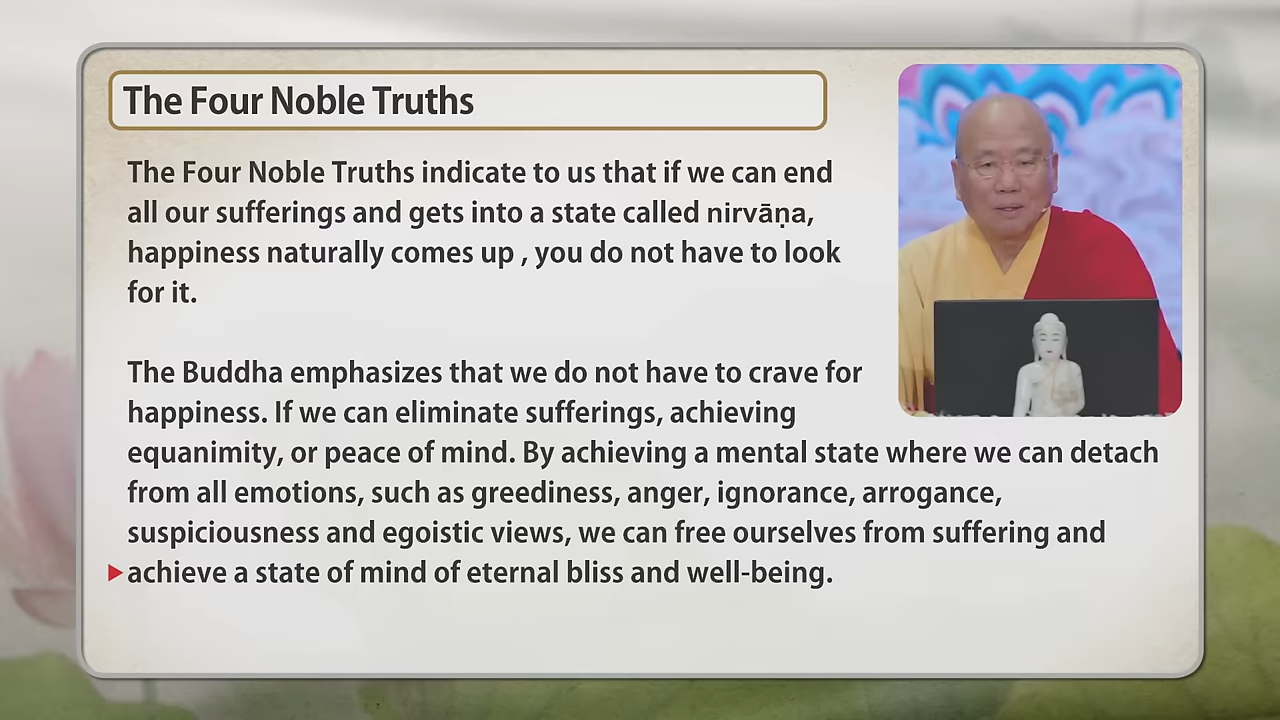 The Four Noble Truths
The Four Noble Truths indicate to us that if we can end
all our sufferings and gets into a state called nirvāṇa,
happiness naturally comes up , you do not have to look
for it.
The Buddha emphasizes that we do not have to crave for
happiness. If we can eliminate sufferings, achieving
equanimity, or peace of mind. By achieving a mental state where we can detach
from all emotions, such as greediness, anger, ignorance, arrogance,
suspiciousness and egoistic views, we can free ourselves from suffering and
achieve a state of mind of eternal bliss and well-being.